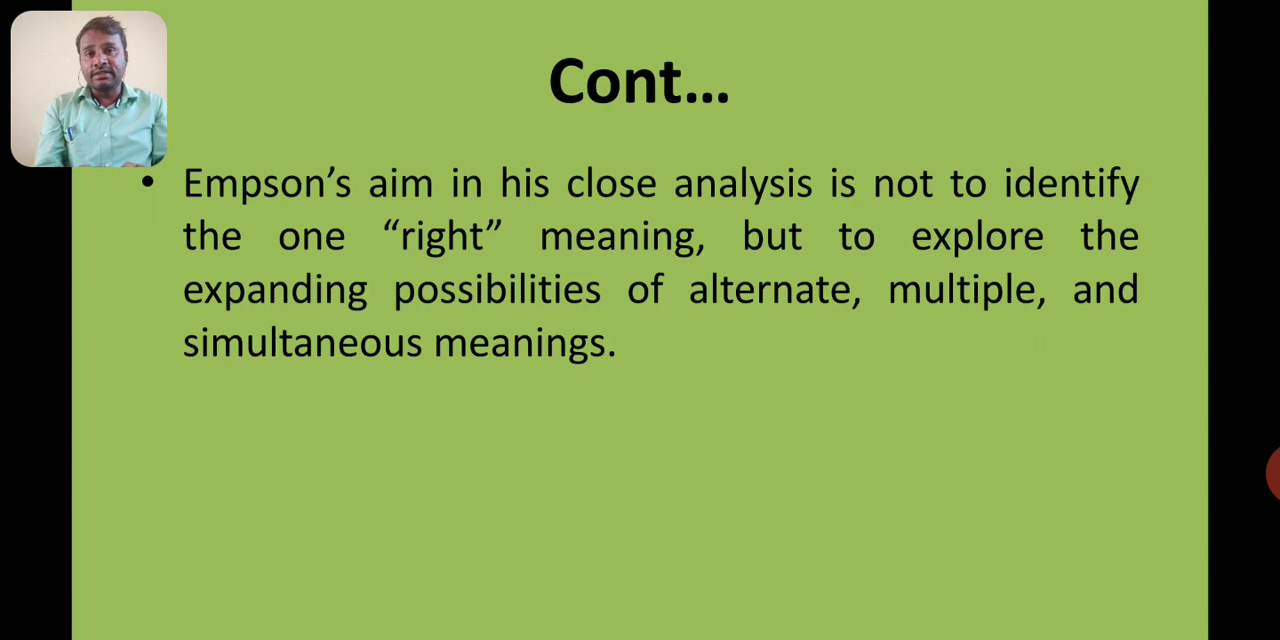 Cont...
• Empson’s aim in his close analysis is not to identify
the one “right” meaning, but to explore the
expanding possibilities of alternate, multiple, and
simultaneous meanings.